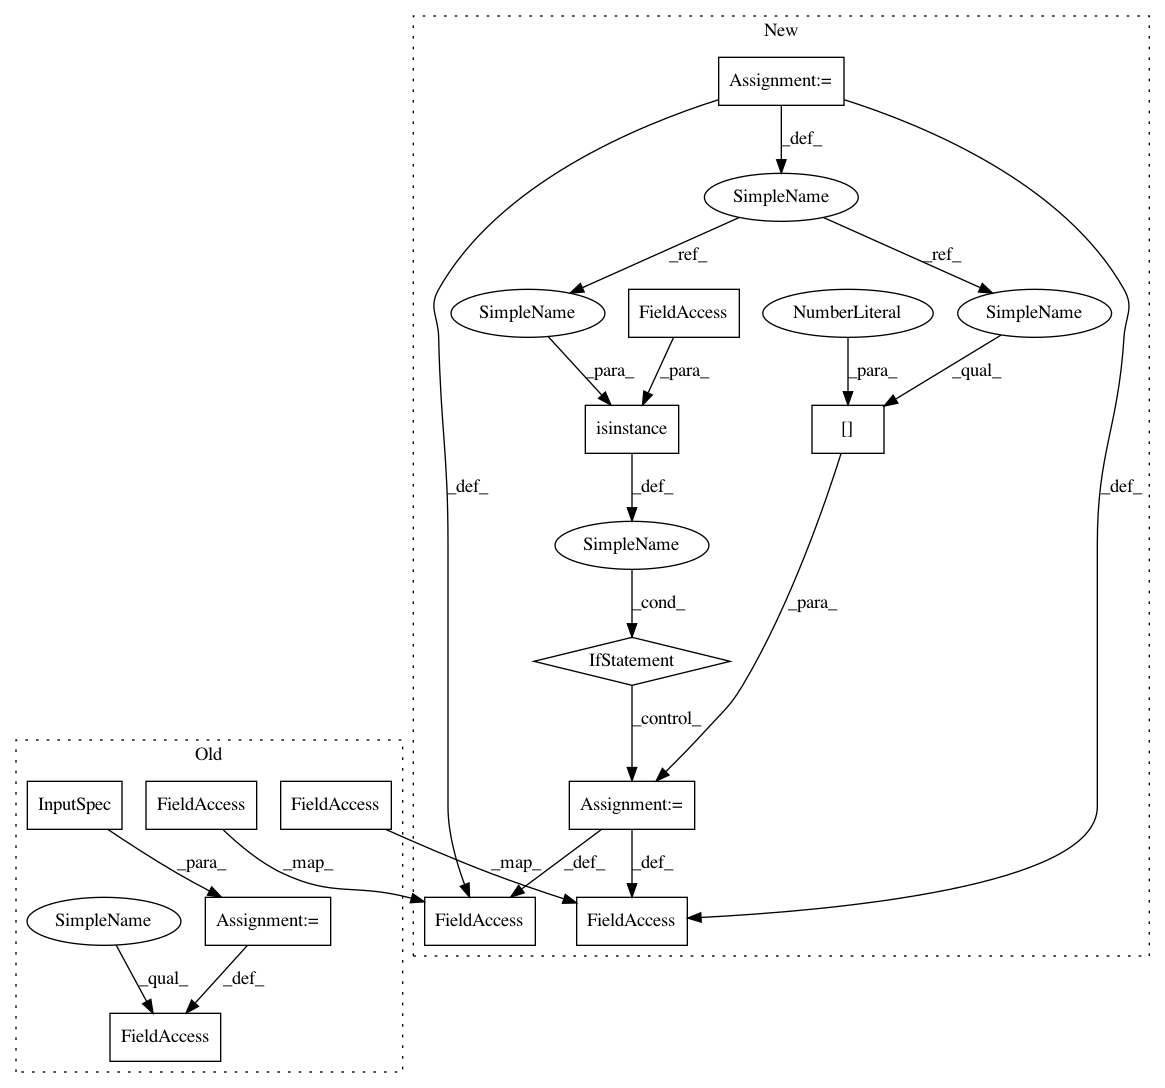 New
Assignment:=
_def_
SimpleName
_ref_ _ref_
SimpleName FieldAccess NumberLiteral SimpleName
_para_ _para_ _para_ _qual_
isinstance []
_def_ _def_ _def_
SimpleName
_cond_ _para_
IfStatement
_control_
Old
InputSpec FieldAccess FieldAccess Assignment:=
_para_ _map_ _map_ _def_ _def_
SimpleName Assignment:= FieldAccess FieldAccess
_qual_ _def_
FieldAccess